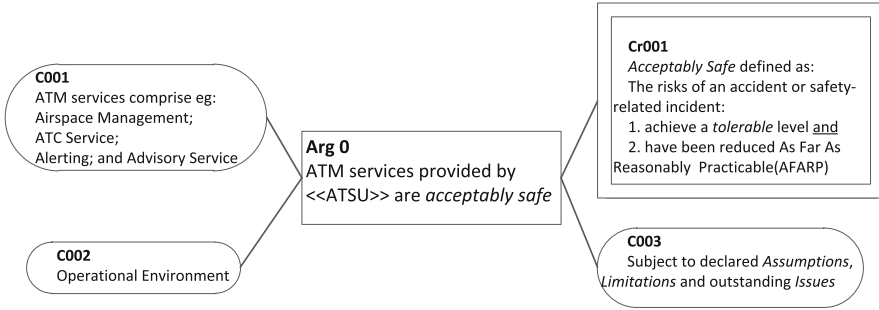 C001
ATM services comprise eg:
Airspace Management;
ATC Service;
Alerting; and Advisory Service
C002
Operational Environment
Arg 0
ATM services provided by
<<ATSU>> are acceptably safe
Cr001
Acceptably Safe defined as:
The risks of an accident or safety-
related incident:
1. achieve a tolerable level and
2. have been reduced As Far As
Reasonably Practicable(AFARP)
C003
Subject to declared Assumptions,
Limitations and outstanding Issues